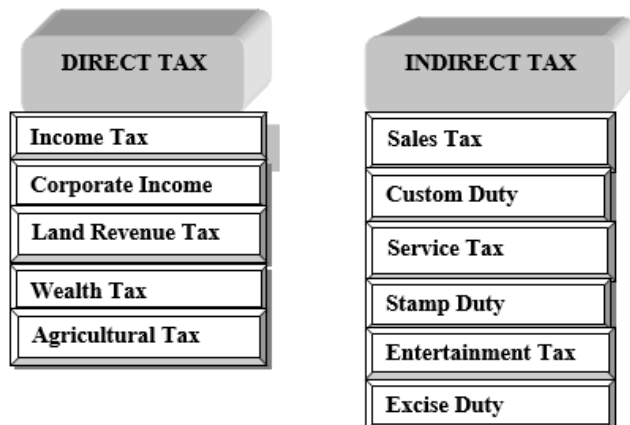 DIRECT TAX
Income Tax
Corporate Income
Land Revenue Tax
Wealth Tax
Agricultural Tax
INDIRECT TAX
Sales Tax
Custom Duty
Service Tax
Stamp Duty
Entertainment Tax
Excise Duty